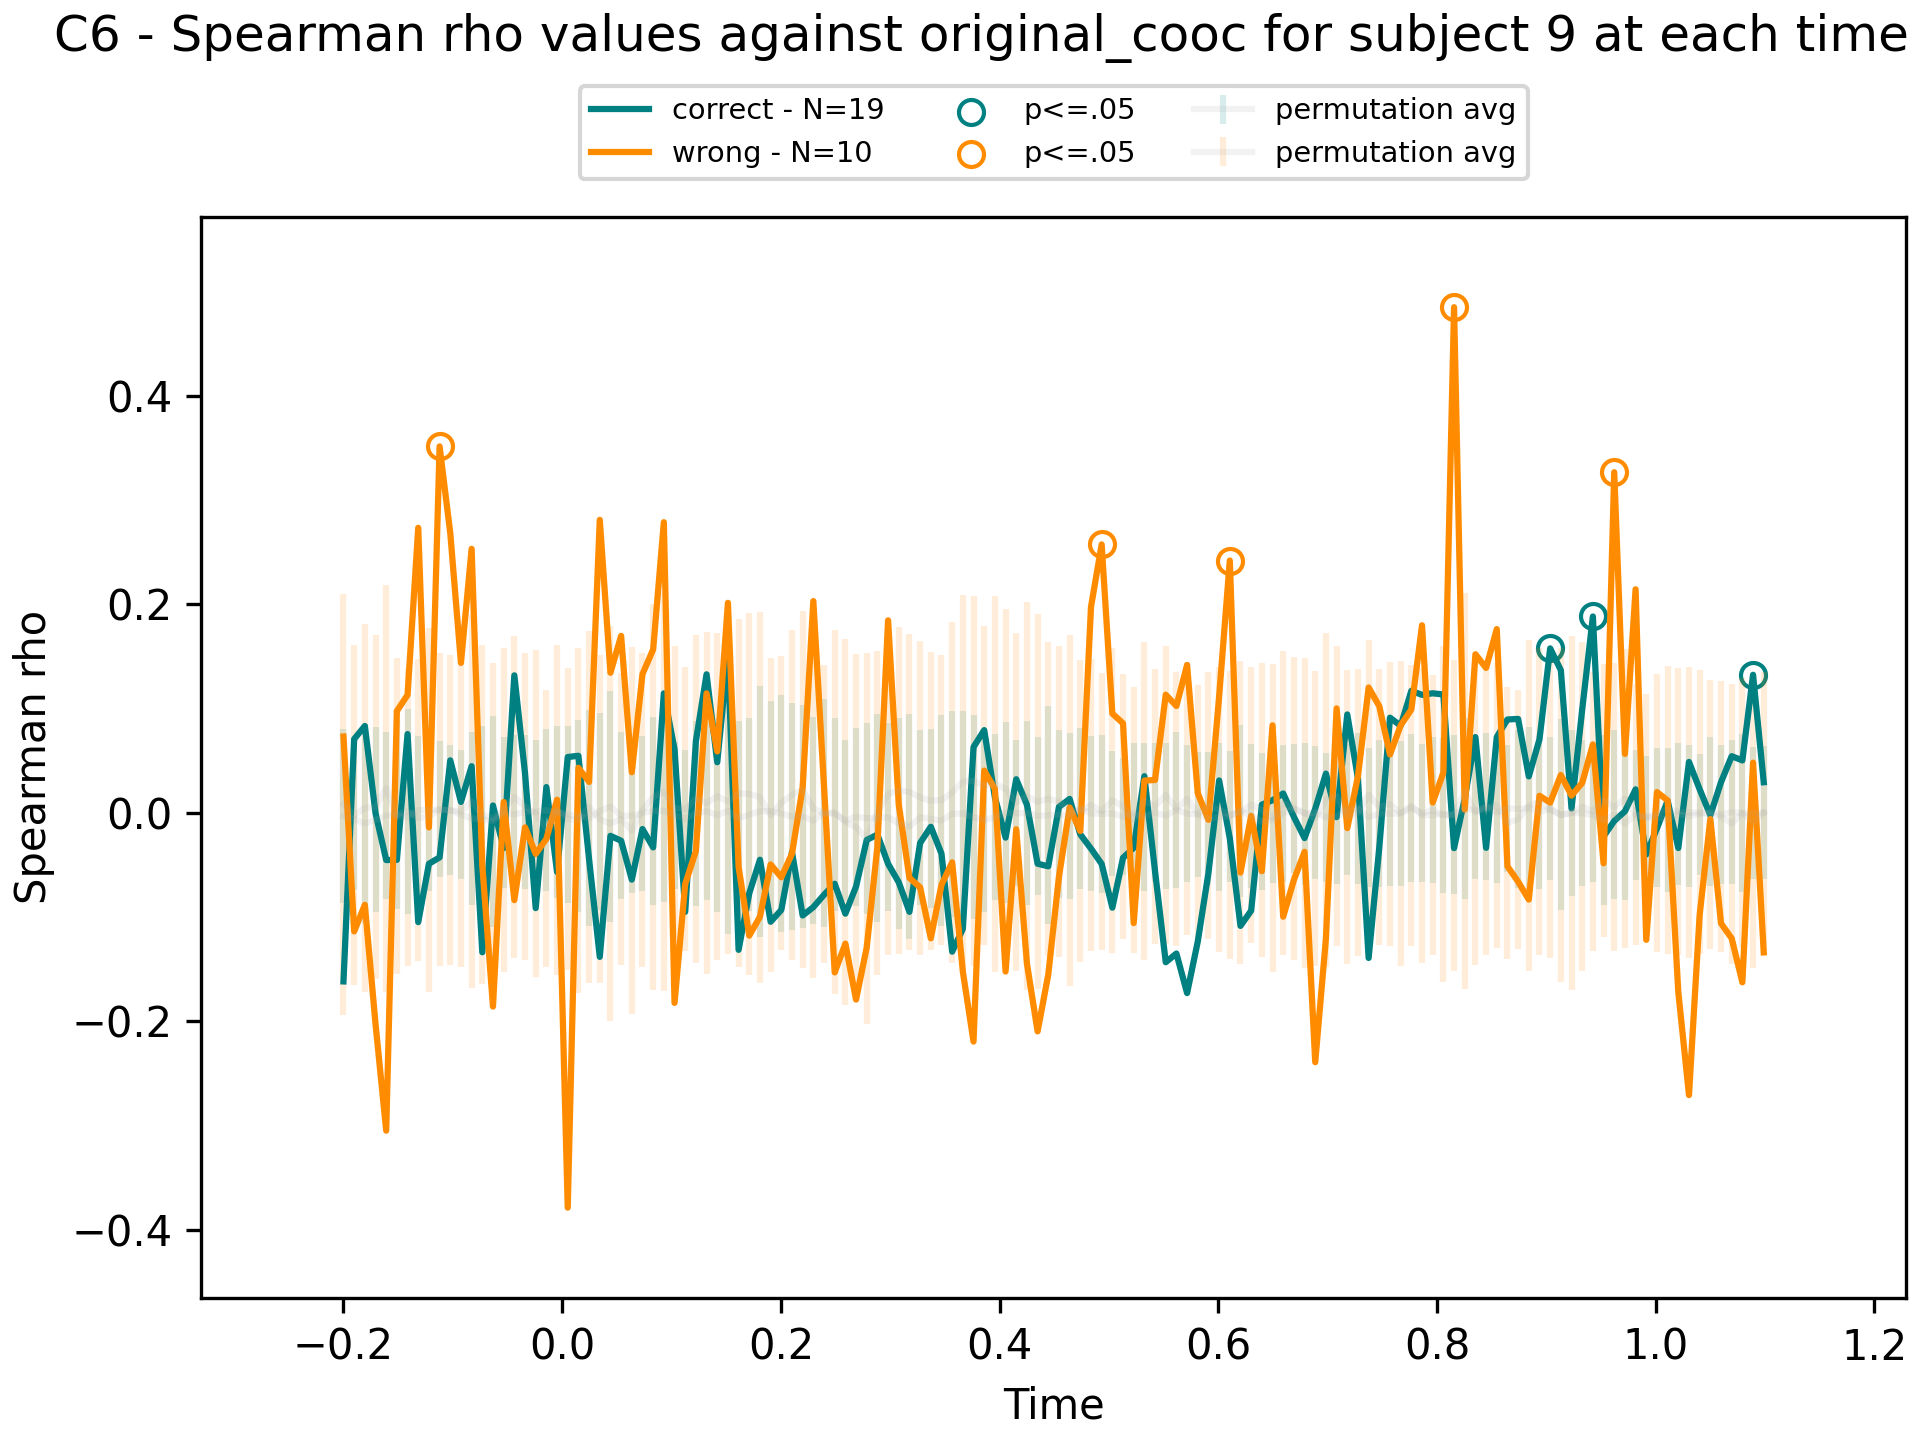 C6 - Spearman rho values against original_cooc for subject 9 at each time
correct - N=19
wrong - N=10
p<=.05
p<=.05
permutation avg
permutation avg
Spearman rho
0.4
0.2
0.0
−0.2
−0.4
−0.2 0.0 0.2 0.4 0.6 0.8 1.0 1.2
Time